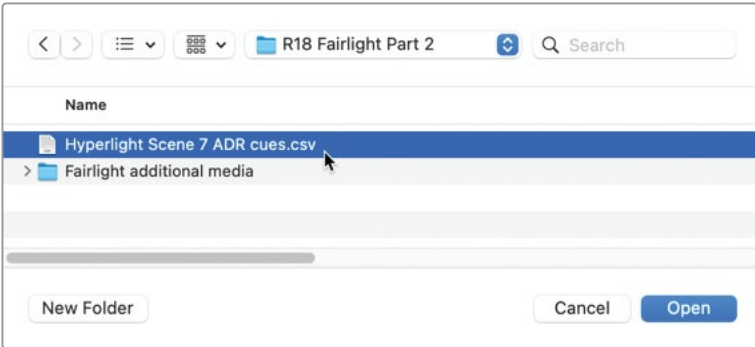 R18 Fairlight Part 2 Search
Name
Hyperlight Scene 7 ADR cues.csv
Fairlight additional media
New Folder Cancel Open